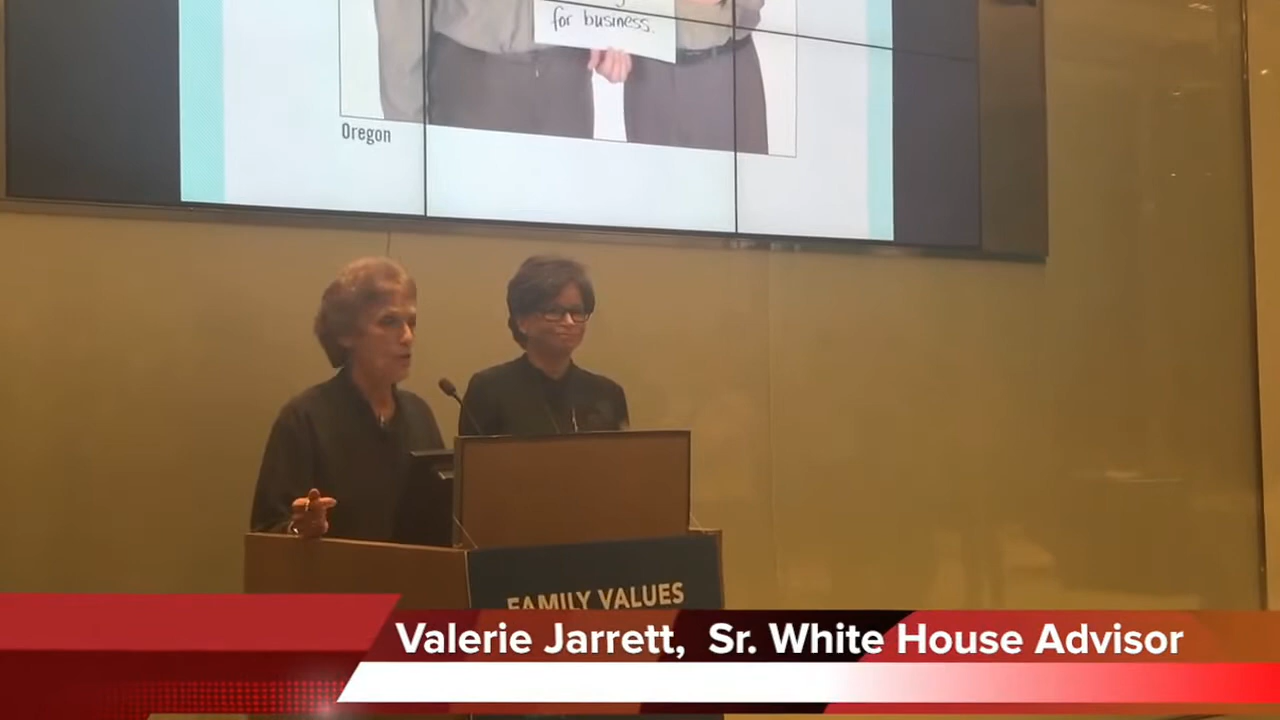 for business.
Oregon
FAMILY VALUES
Valerie Jarrett, Sr. White House Advisor